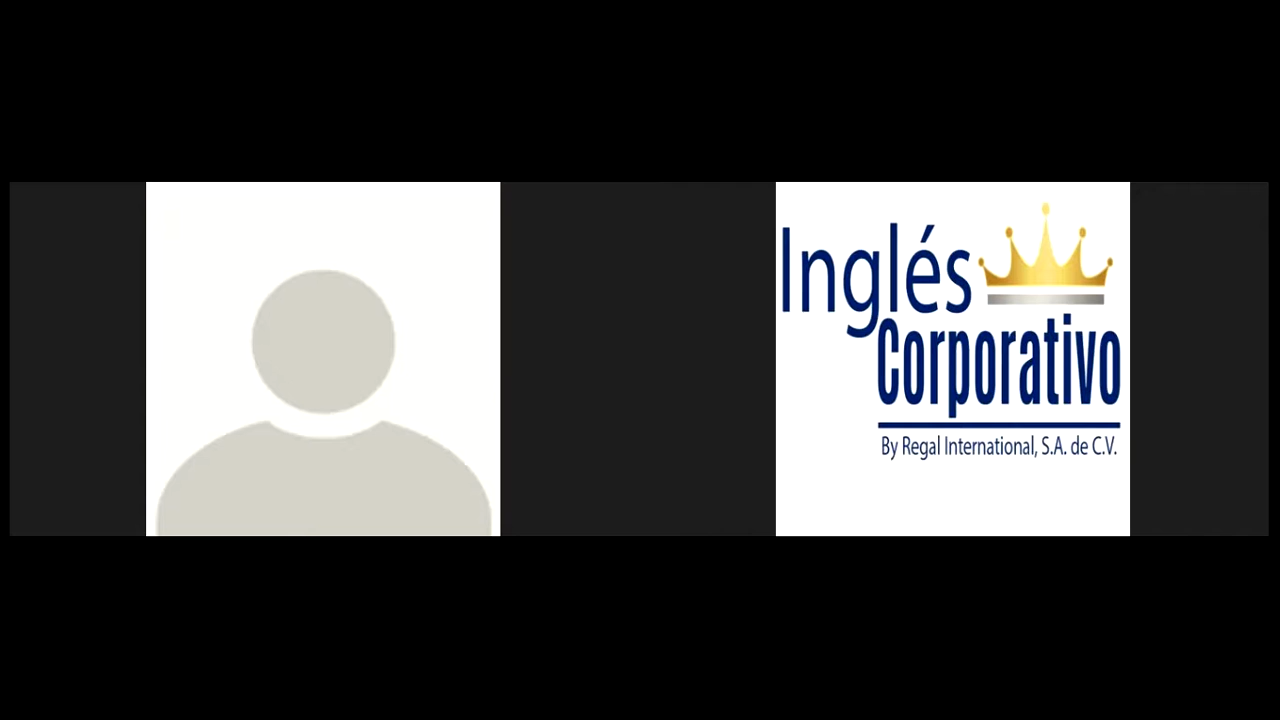 Inglés
Corporativo
By Regal International, S.A. de C.V.